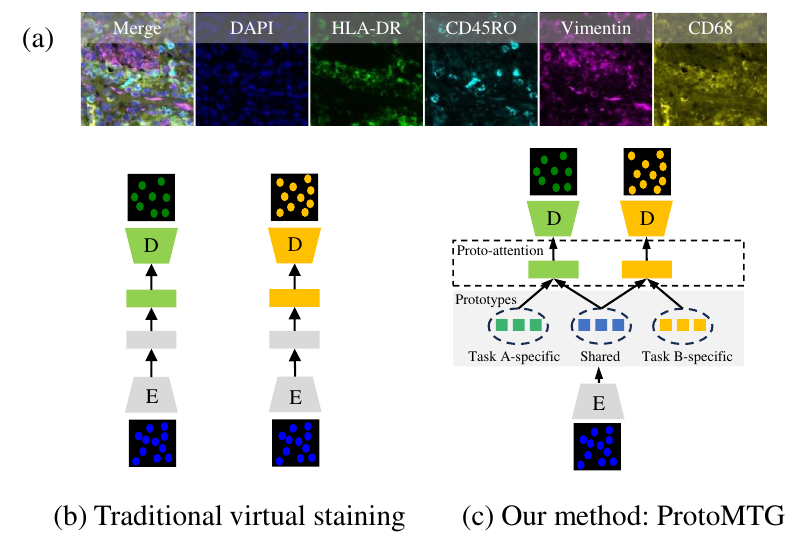 (a)
Merge DAPI HLA-DR CD45RO Vimentin CD68
D D D D
Proto-attention
Prototypes
Task A-specific Shared Task B-specific
E E E
(b) Traditional virtual staining (c) Our method: ProtoMTG